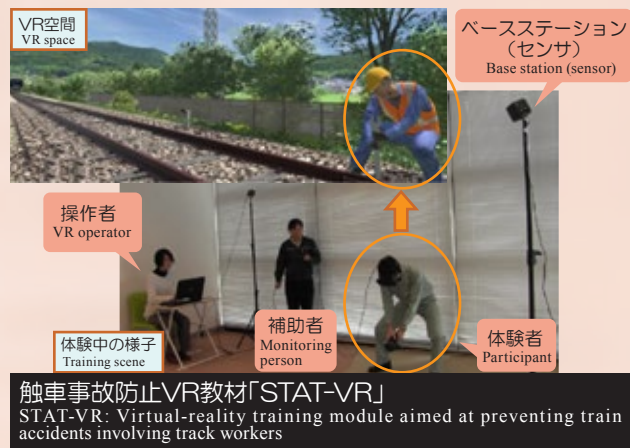 VR空間
VR space
ベースステーション
（センサ）
Base station (sensor)
操作者
VR operator
補助者
Monitoring
person
体験者
Participant
体験中の様子
Training scene
触車事故防止VR教材「STAT-VR」
STAT-VR: Virtual-reality training module aimed at preventing train
accidents involving track workers